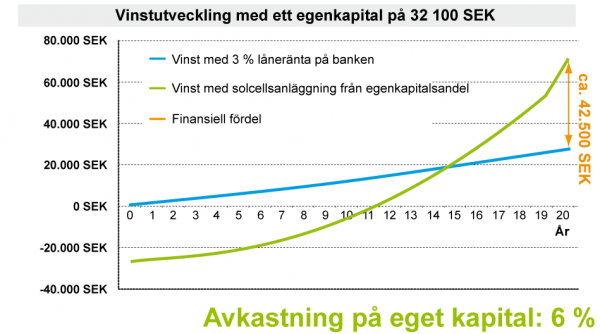 Vinstutveckling med ett egenkapital på 32 100 SEK
80.000 SEK
60.000 SEK
40.000 SEK
20.000 SEK
0 SEK
-20.000 SEK
-40.000 SEK
Vinst med 3 % låneränta på banken
Vinst med solcellsanläggning från egenkapitalsandel
Finansiell fördel
ca. 42.500 SEK
0 1 2 3 4 5 6 7 8 9 10 11 12 13 14 15 16 17 18 19 20
År
Avkastning på eget kapital: 6 %